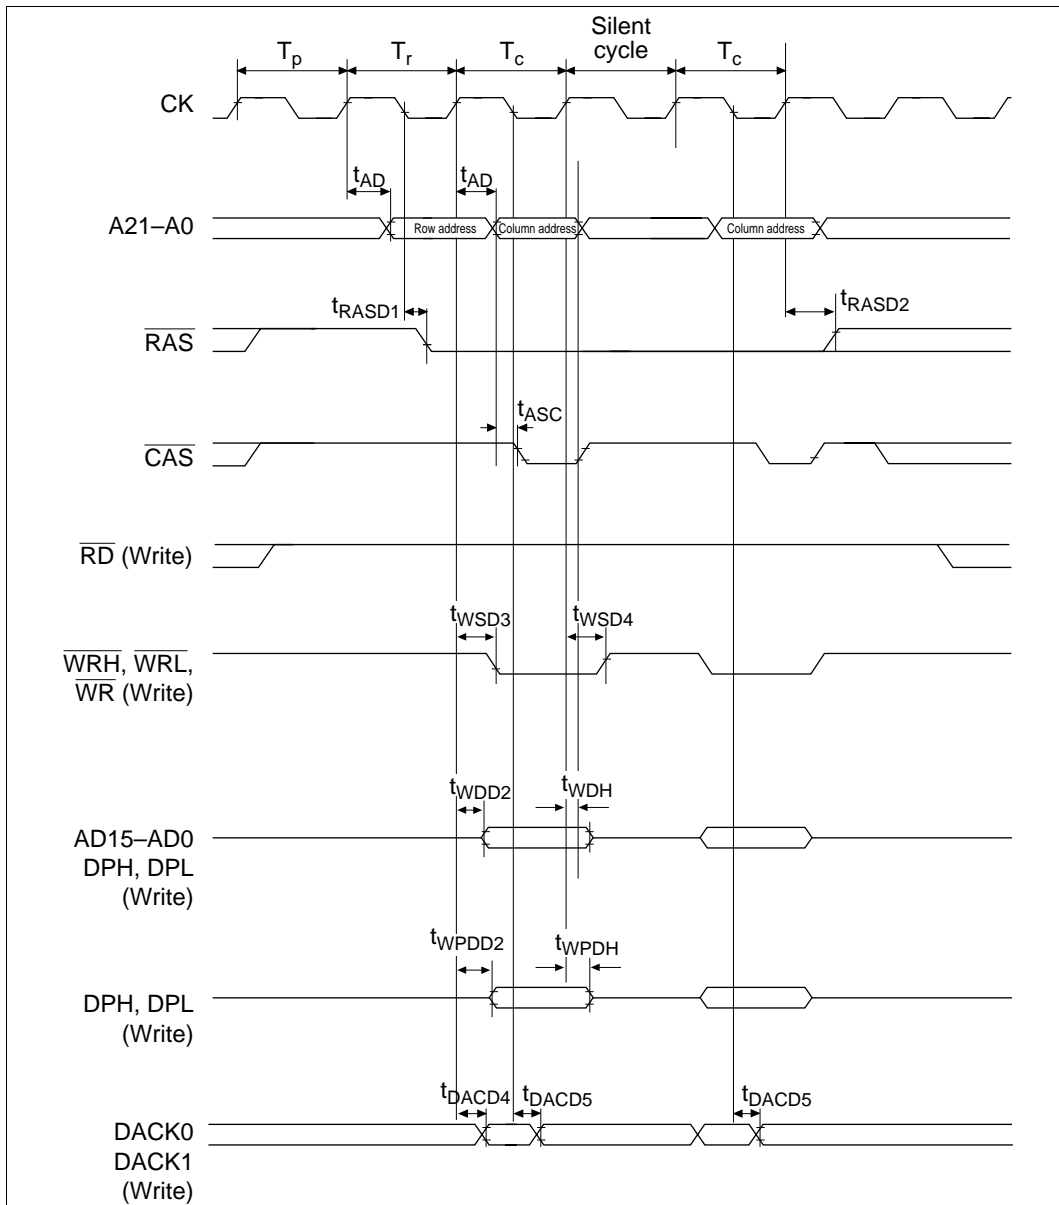 Silent
cycle
Tp Tr Tc Tc
CK
tAD tAD
A21–A0 Row address Column address Column address
tRASD1 tRASD2
RAS
tASC
CAS
RD (Write)
tWSD3 tWSD4
WRH, WRL,
WR (Write)
tWDD2 tWDH
AD15–AD0
DPH, DPL
(Write)
tWPDD2 tWPDH
DPH, DPL
(Write)
tDACD4 tDACD5 tDACD5
DACK0
DACK1
(Write)